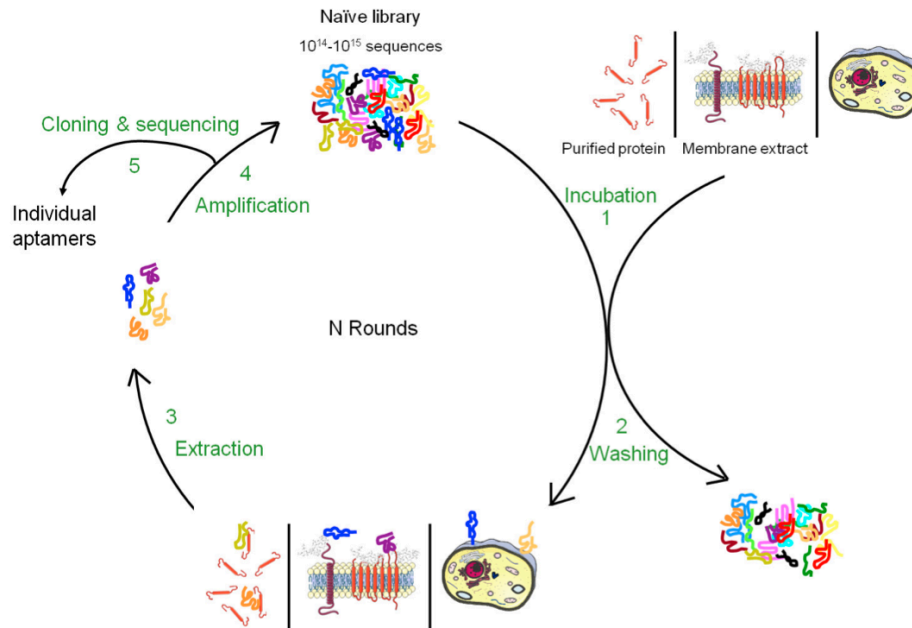 Naïve library
10¹⁴-10¹⁵ sequences
Purified protein
Membrane extract
Cloning & sequencing
5
4
Amplification
Individual
aptamers
Incubation
1
N Rounds
3
Extraction
2
Washing